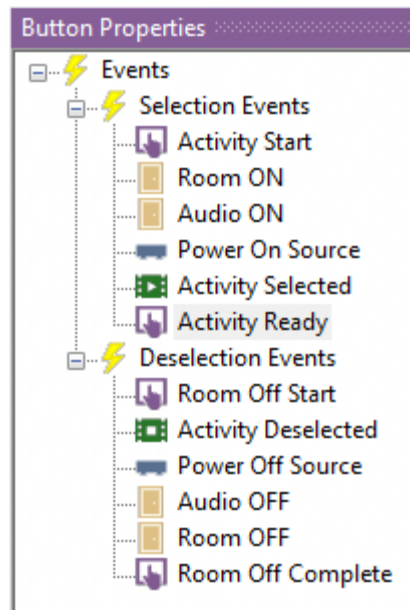 Button Properties
Events
Selection Events
Activity Start
Room ON
Audio ON
Power On Source
Activity Selected
Activity Ready
Deselection Events
Room Off Start
Activity Deselected
Power Off Source
Audio OFF
Room OFF
Room Off Complete